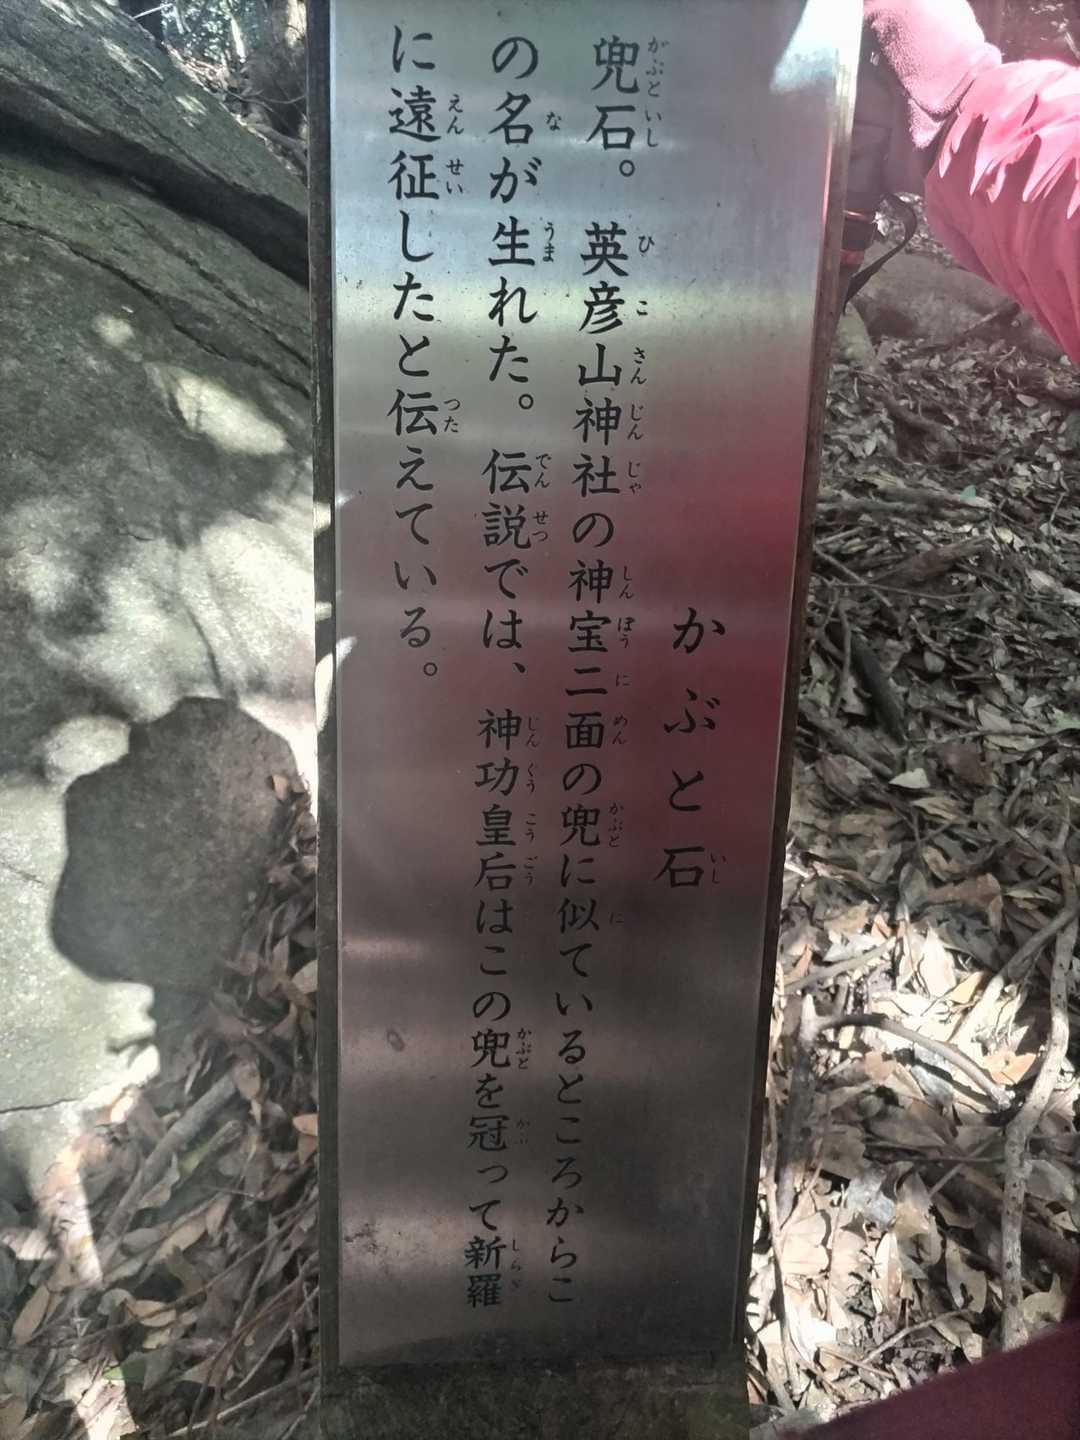 かぶと石
兜石。英彦山神社の神宝二面の兜に似ているところからこ
の名が生れた。伝説では、神功皇后はこの兜を冠って新羅
に遠征したと伝えている。